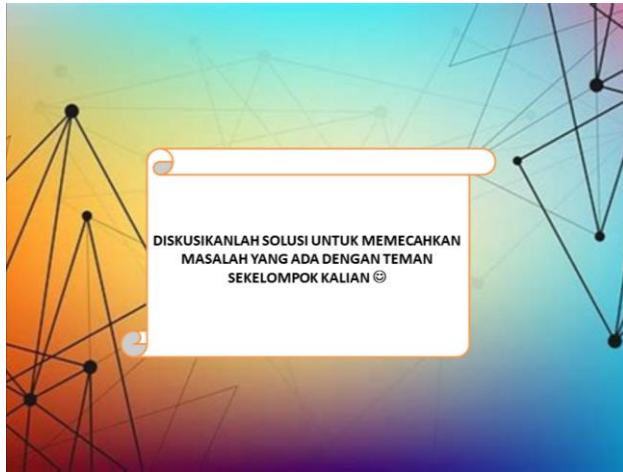 DISKUSIKANLAH SOLUSI UNTUK MEMECAHKAN
MASALAH YANG ADA DENGAN TEMAN
SEKELOMPOK KALIAN ☺